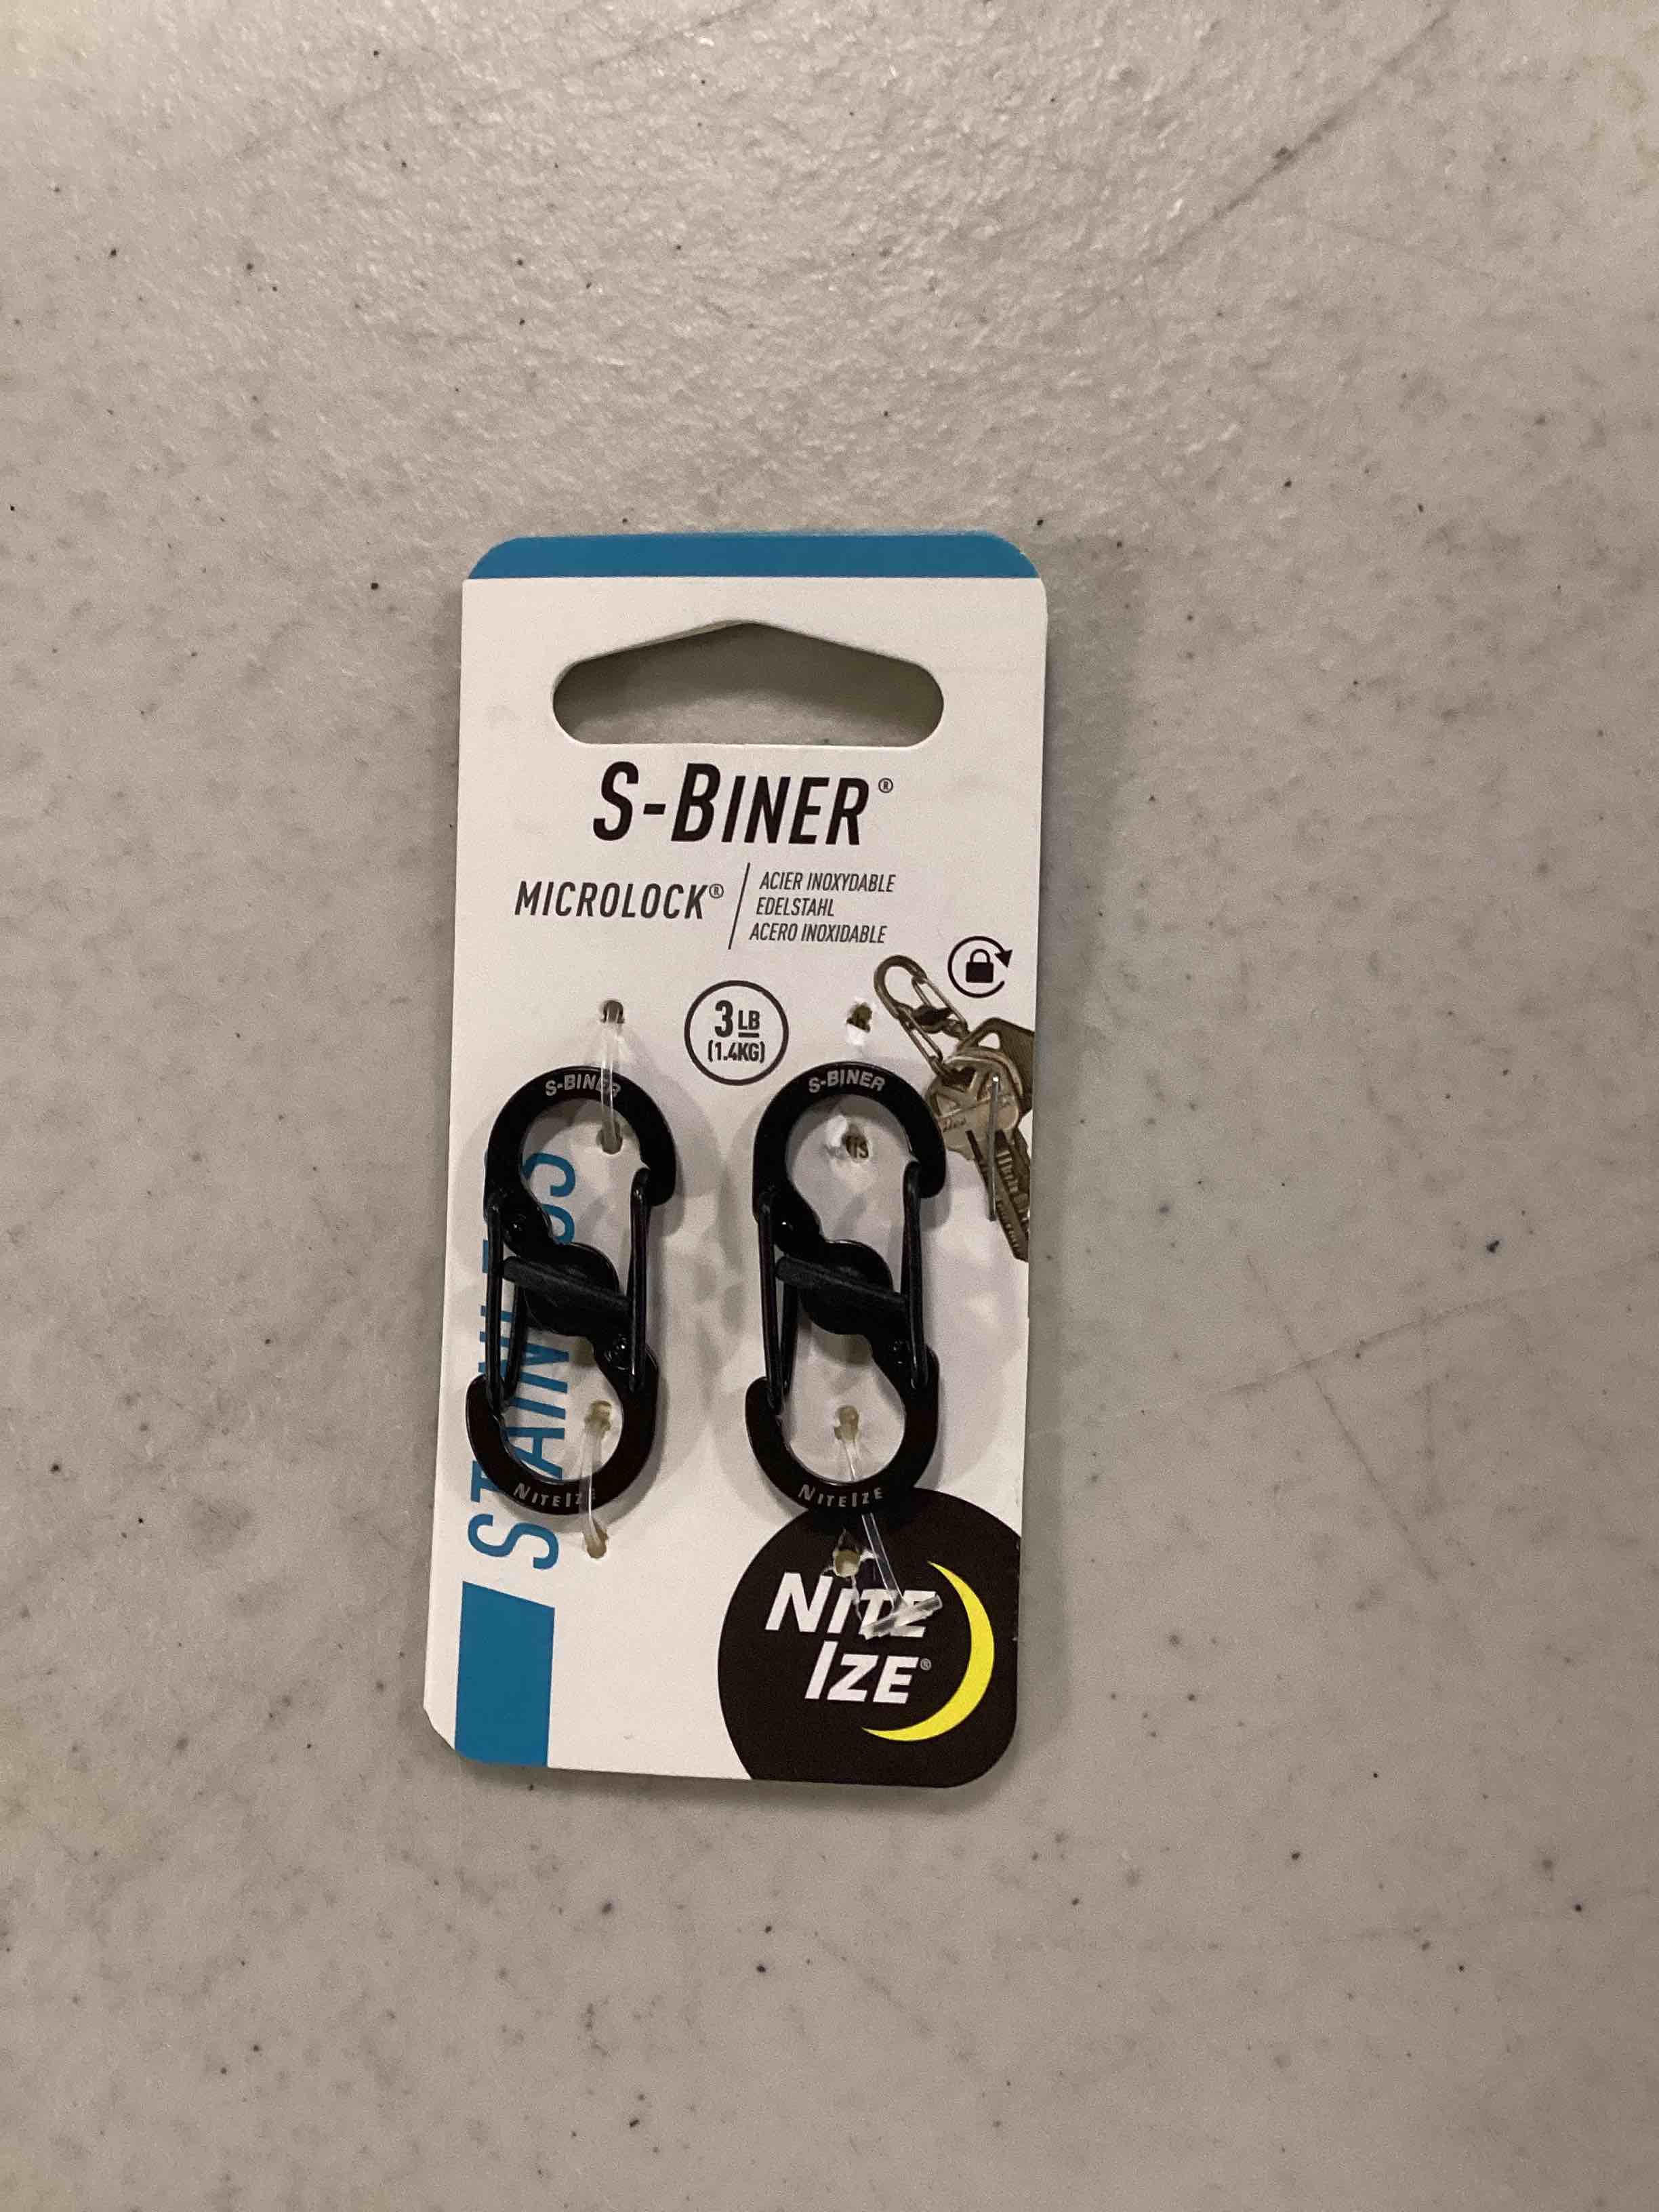 S-BINER®
MICROLOCK®
ACIER INOXYDABLE
EDELSTAHL
ACERO INOXIDABLE
3 LB
(1.4KG)
S-BINER
S-BINER
NITEIZE
NITEIZE
NITE
IZE®